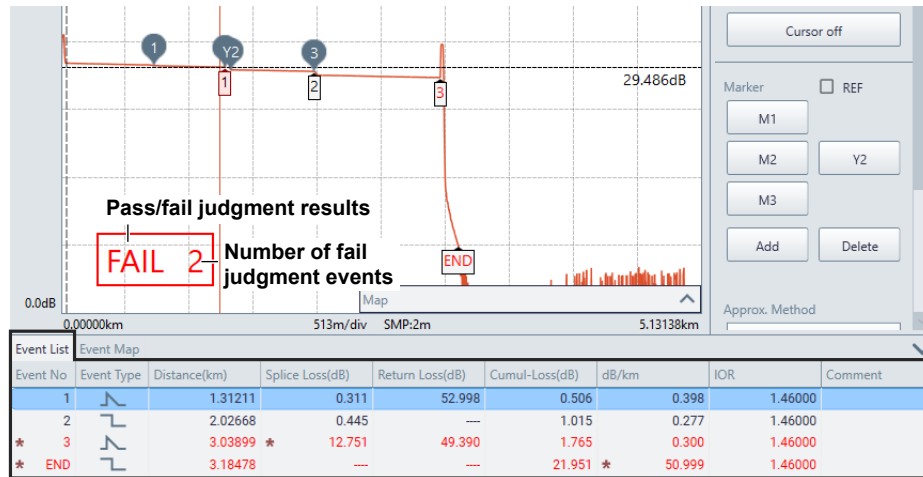 Cursor off
1 Y2 3
29.486dB
1 2 3
Marker REF
M1
M2 Y2
M3
Pass/fail judgment results
FAIL 2
Number of fail
judgment events
END
Add Delete
0.0dB
Map
Approx. Method
0.00000km 513m/div SMP:2m 5.13138km
Event List Event Map
Event No Event Type Distance(km) Splice Loss(dB) Return Loss(dB) Cumul-Loss(dB) dB/km IOR Comment
1 1.31211 0.311 52.998 0.506 0.398 1.46000
2 2.02668 0.445 ---- 1.015 0.277 1.46000
* 3 3.03899 * 12.751 49.390 1.765 0.300 1.46000
* END 3.18478 ---- ---- 21.951 * 50.999 1.46000